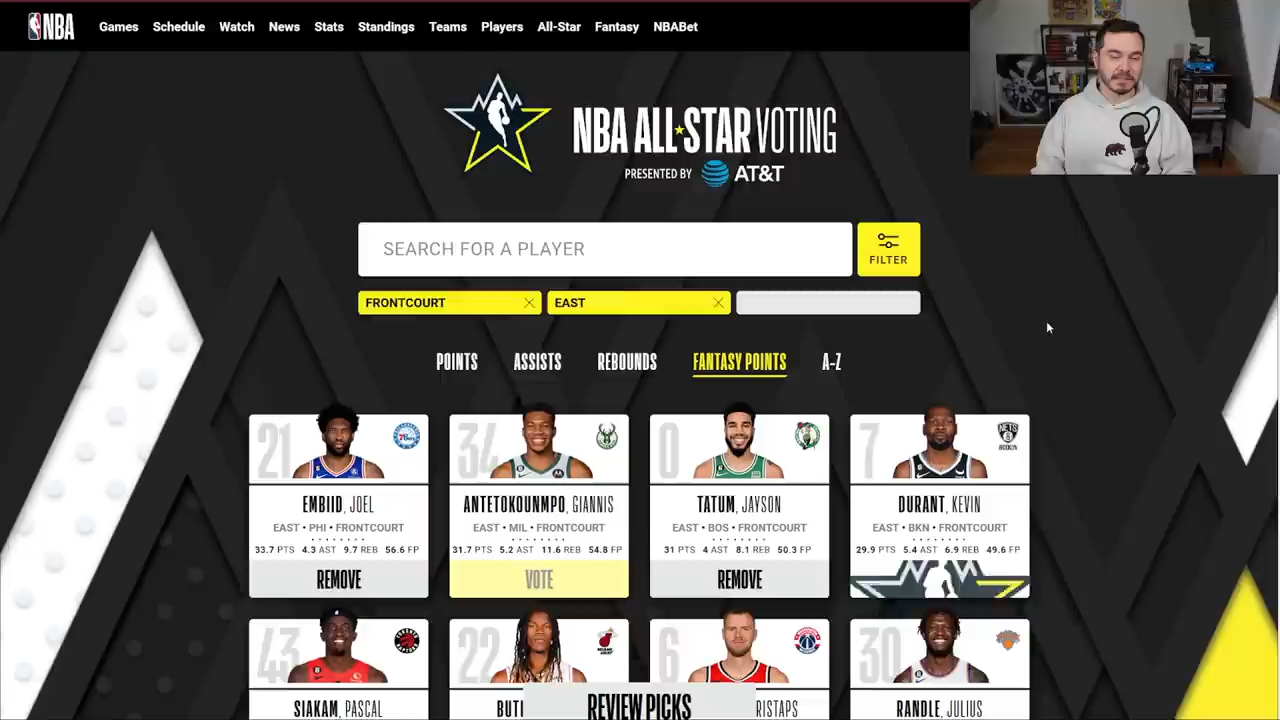 NBA Games Schedule Watch News Stats Standings Teams Players All-Star Fantasy NBABet
NBA ALL★STAR VOTING
PRESENTED BY AT&T
SEARCH FOR A PLAYER
FILTER
FRONTCOURT EAST
POINTS ASSISTS REBOUNDS FANTASY POINTS A-Z
21 34 0 7
NETS
BROOKLYN
EMBIID, JOEL ANTETOKOUNMPO, GIANNIS TATUM, JAYSON DURANT, KEVIN
EAST • PHI • FRONTCOURT EAST • MIL • FRONTCOURT EAST • BOS • FRONTCOURT EAST • BKN • FRONTCOURT
33.7 PTS 4.3 AST 9.7 REB 56.6 FP 31.7 PTS 5.2 AST 11.6 REB 54.8 FP 31 PTS 4 AST 8.1 REB 50.3 FP 29.9 PTS 5.4 AST 6.9 REB 49.6 FP
REMOVE VOTE REMOVE
43 22 6 30
SIAKAM, PASCAL BUTL RISTAPS RANDLE, JULIUS
REVIEW PICKS